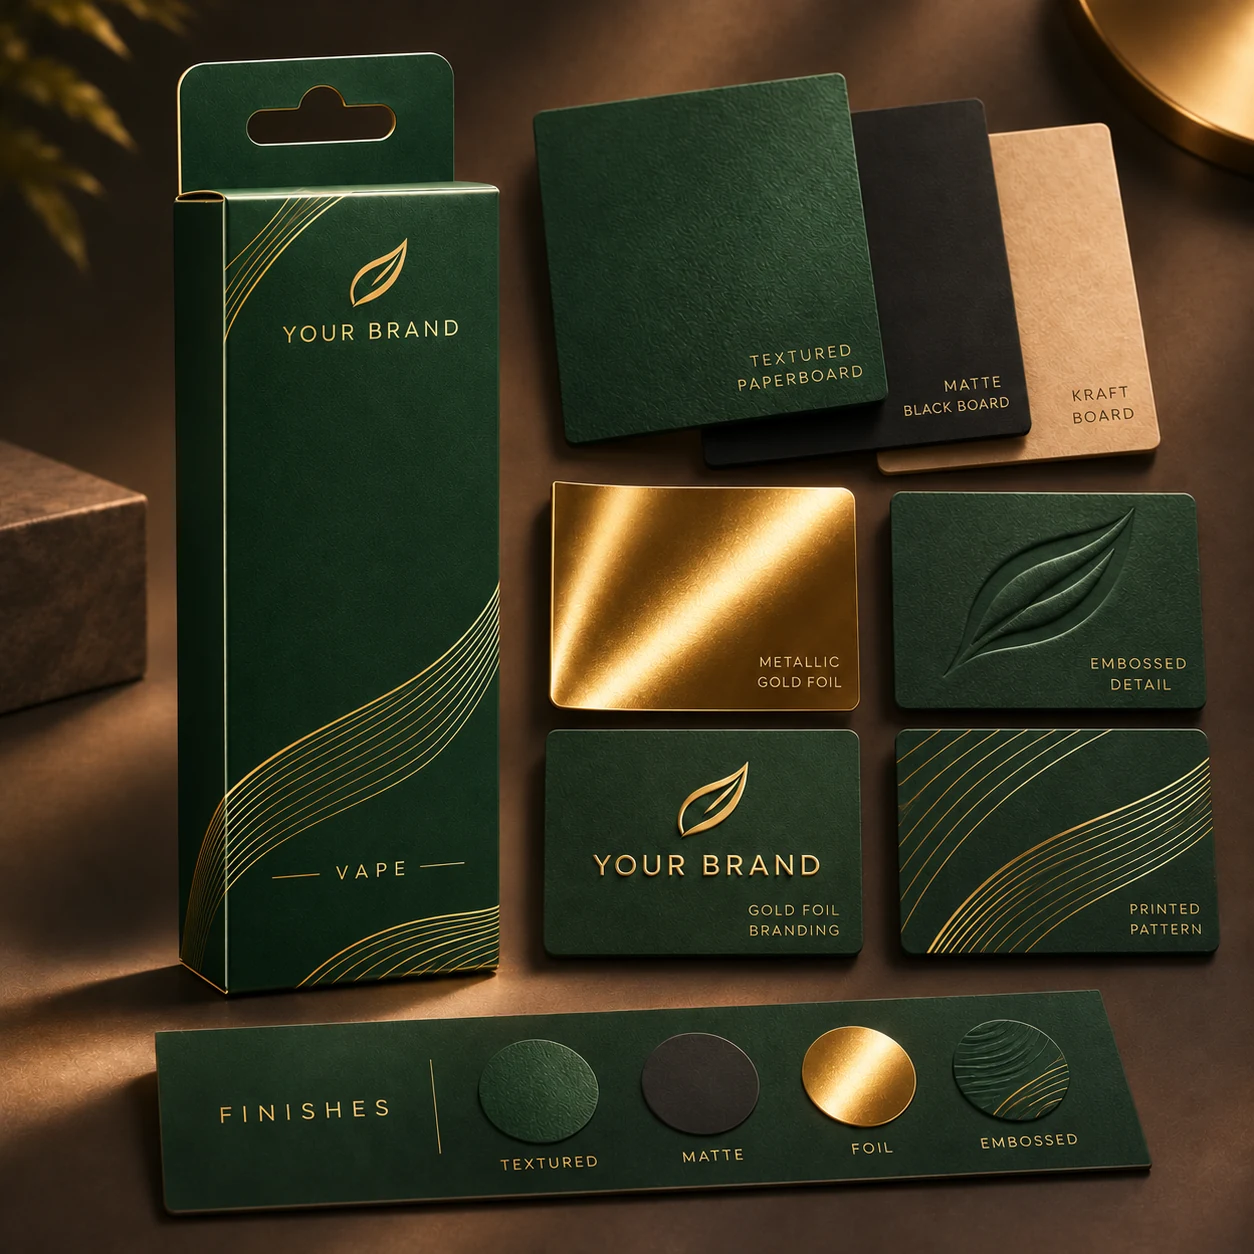 YOUR BRAND
VAPE
TEXTURED
PAPERBOARD
MATTE
BLACK BOARD
KRAFT
BOARD
METALLIC
GOLD FOIL
EMBOSSED
DETAIL
YOUR BRAND
GOLD FOIL
BRANDING
PRINTED
PATTERN
FINISHES
TEXTURED
MATTE
FOIL
EMBOSSED